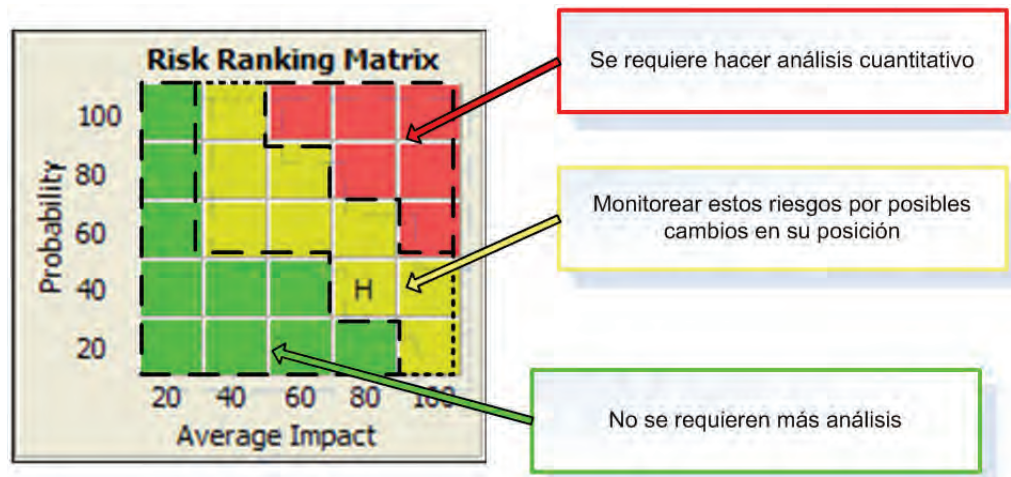 Risk Ranking Matrix
Probability
100
80
60
40
20
H
20 40 60 80 100
Average Impact
Se requiere hacer análisis cuantitativo
Monitorear estos riesgos por posibles
cambios en su posición
No se requieren más análisis